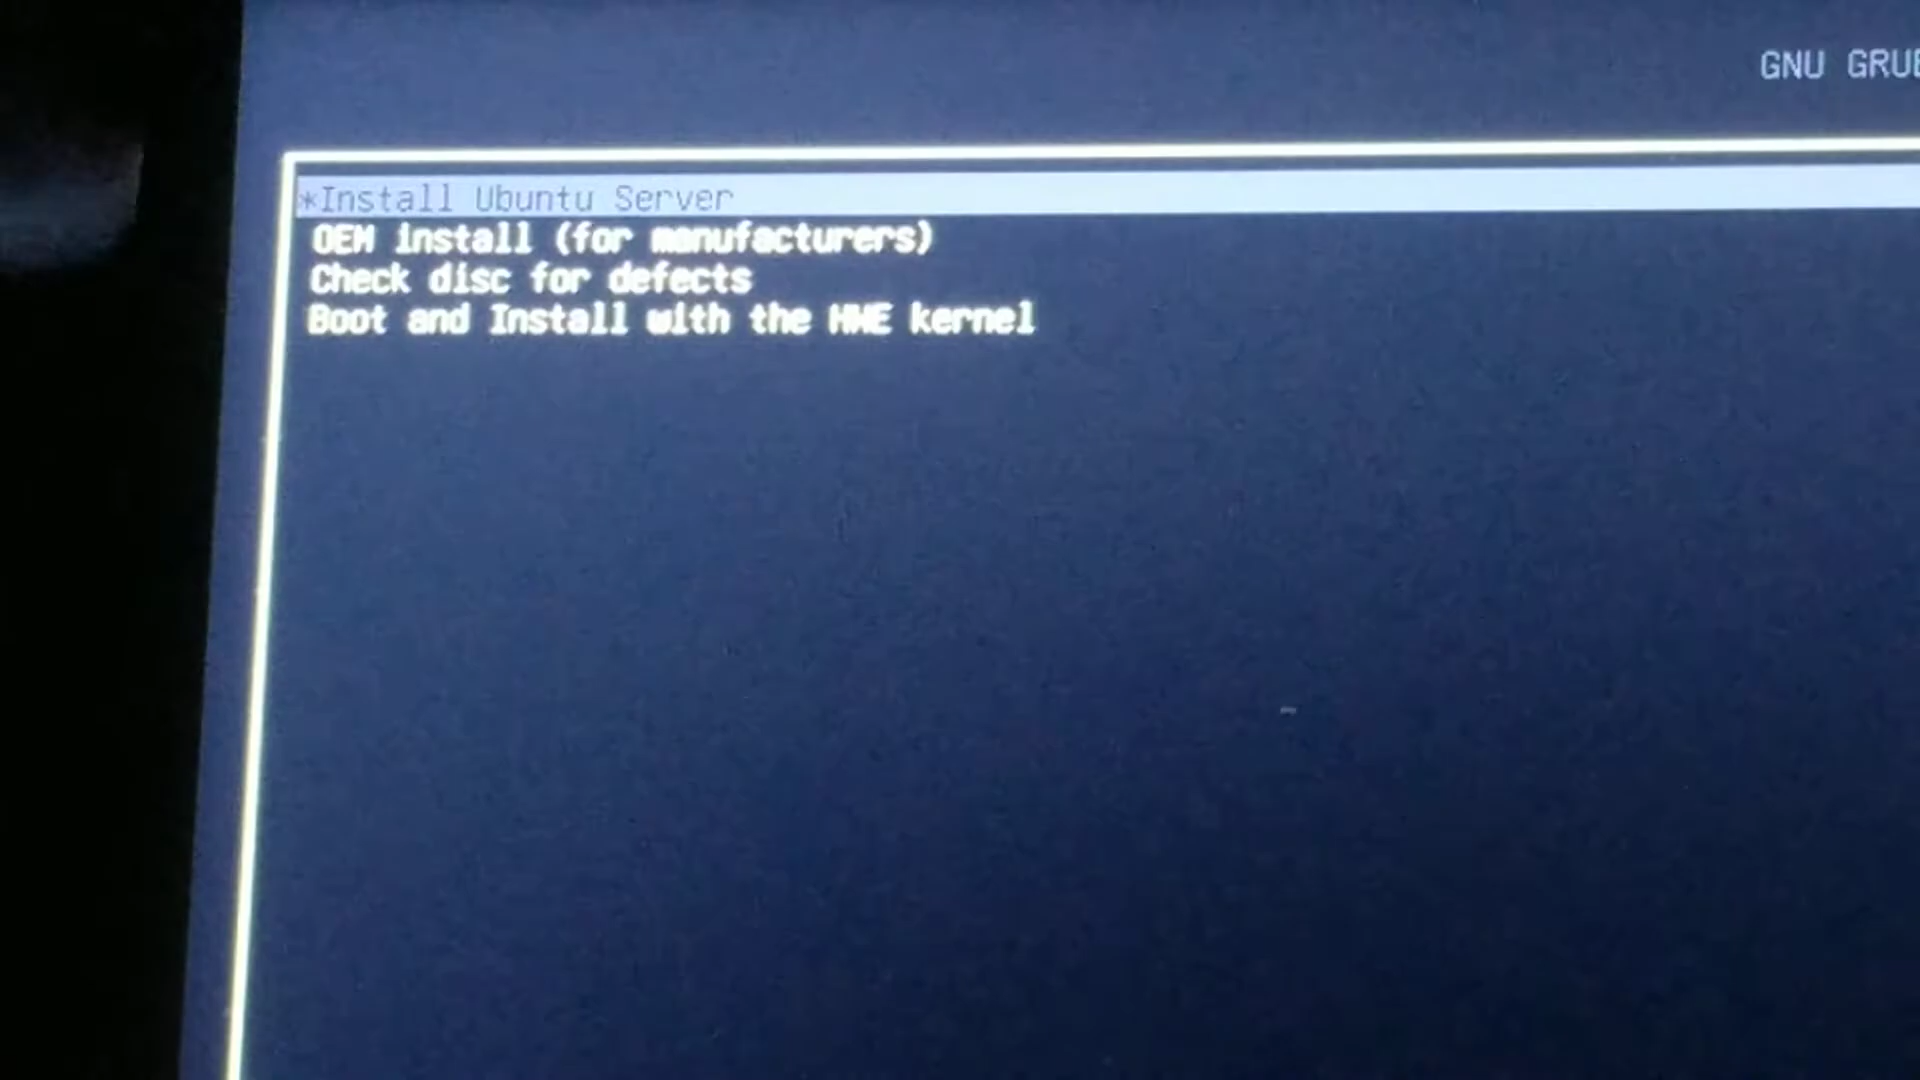 GNU GRUB
*Install Ubuntu Server
OEM install (for manufacturers)
Check disc for defects
Boot and Install with the HWE kernel